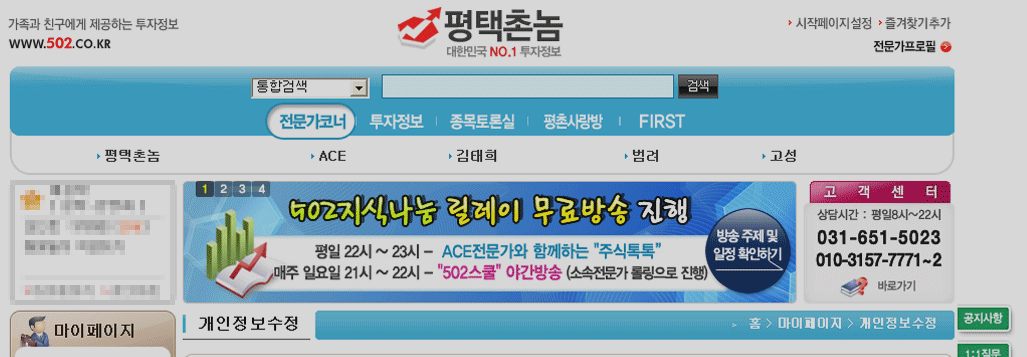 가족과 친구에게 제공하는 투자정보
www.502.co.kr
평택촌놈
대한민국 NO.1 투자정보
시작페이지설정 즐겨찾기추가
전문가프로필
통합검색 검색
전문가코너 투자정보 종목토론실 평촌사랑방 FIRST
평택촌놈 ACE 김태희 범려 고성
1 2 3 4
502지식나눔 릴레이 무료방송 진행
평일 22시 ~ 23시 - ACE전문가와 함께하는 "주식톡톡"
매주 일요일 21시 ~ 22시 - "502스쿨" 야간방송 (소속전문가 롤링으로 진행)
방송 주제 및
일정 확인하기
고객센터
상담시간 : 평일8시~22시
031-651-5023
010-3157-7771~2
바로가기
마이페이지
개인정보수정
홈 > 마이페이지 > 개인정보수정
공지사항
1:1질문